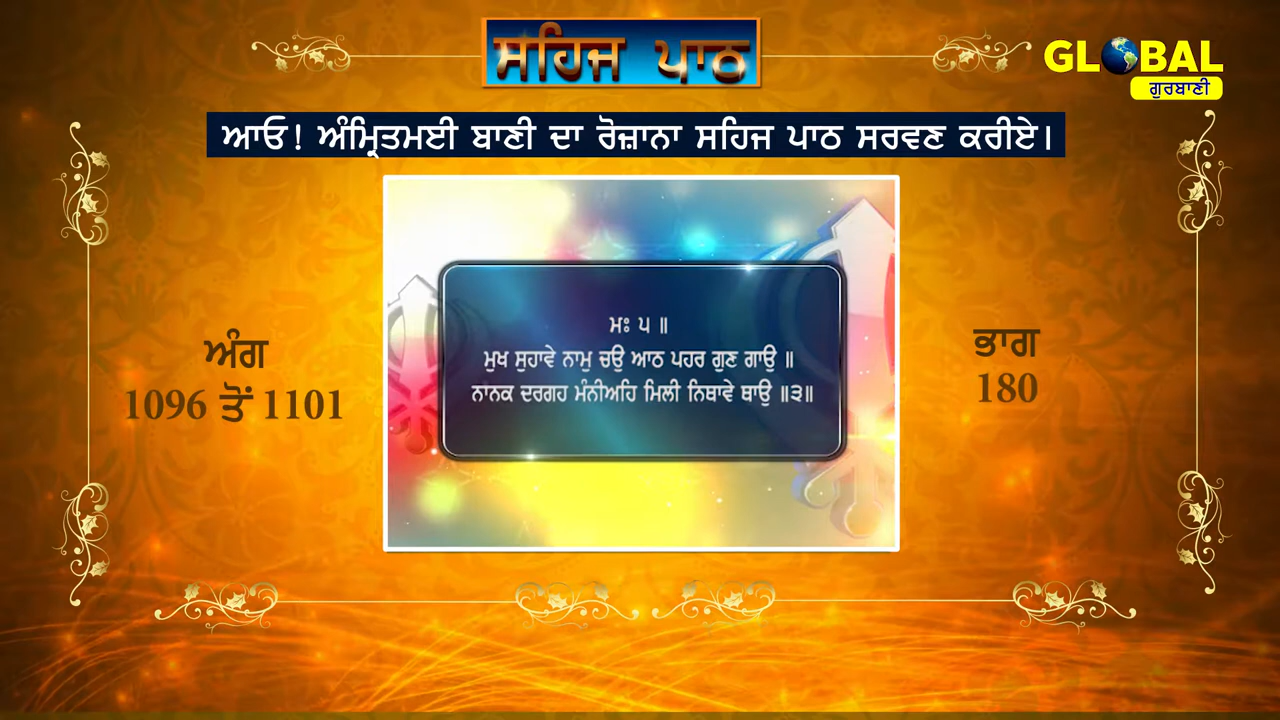 ਸਹਿਜ ਪਾਠ
GLOBAL
ਗੁਰਬਾਣੀ
ਆਓ! ਅੰਮ੍ਰਿਤਮਈ ਬਾਣੀ ਦਾ ਰੋਜ਼ਾਨਾ ਸਹਿਜ ਪਾਠ ਸਰਵਣ ਕਰੀਏ।
ਮਃ ੫ ॥
ਮੁਖ ਸੁਹਾਵੇ ਨਾਮੁ ਚਉ ਆਠ ਪਹਰ ਗੁਣ ਗਾਉ ॥
ਨਾਨਕ ਦਰਗਹ ਮੰਨੀਅਹਿ ਮਿਲੀ ਨਿਥਾਵੇ ਥਾਉ ॥੩॥
ਅੰਗ
1096 ਤੋਂ 1101
ਭਾਗ
180